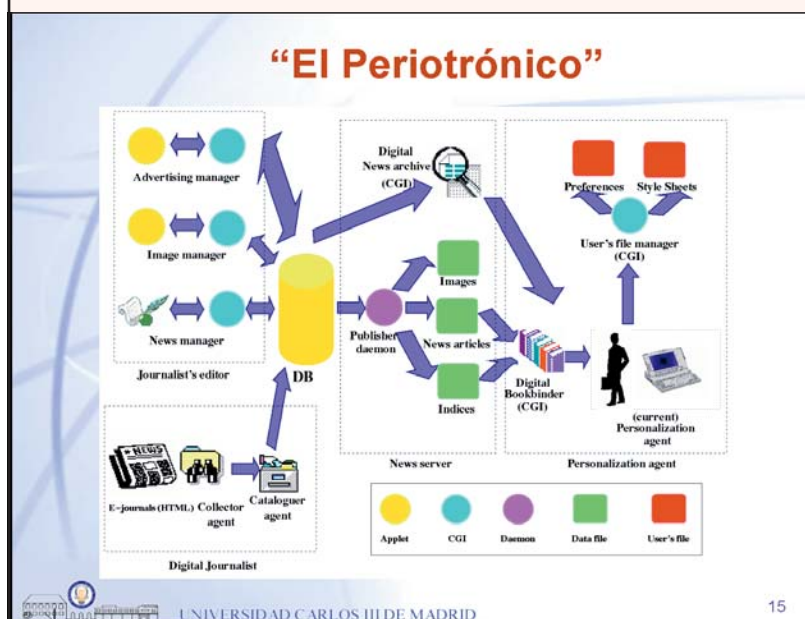 “El Periotrónico”
Advertising manager
Image manager
News manager
Journalist's editor
DB
Digital
News archive
(CGI)
Publisher
daemon
Images
News articles
Indices
News server
Preferences
Style Sheets
User's file manager
(CGI)
Digital
Bookbinder
(CGI)
(current)
Personalization
agent
Personalization agent
NEWS
E-journals (HTML)
Collector
agent
Cataloguer
agent
Digital Journalist
Applet
CGI
Daemon
Data file
User's file
UNIVERSIDAD CARLOS III DE MADRID
15